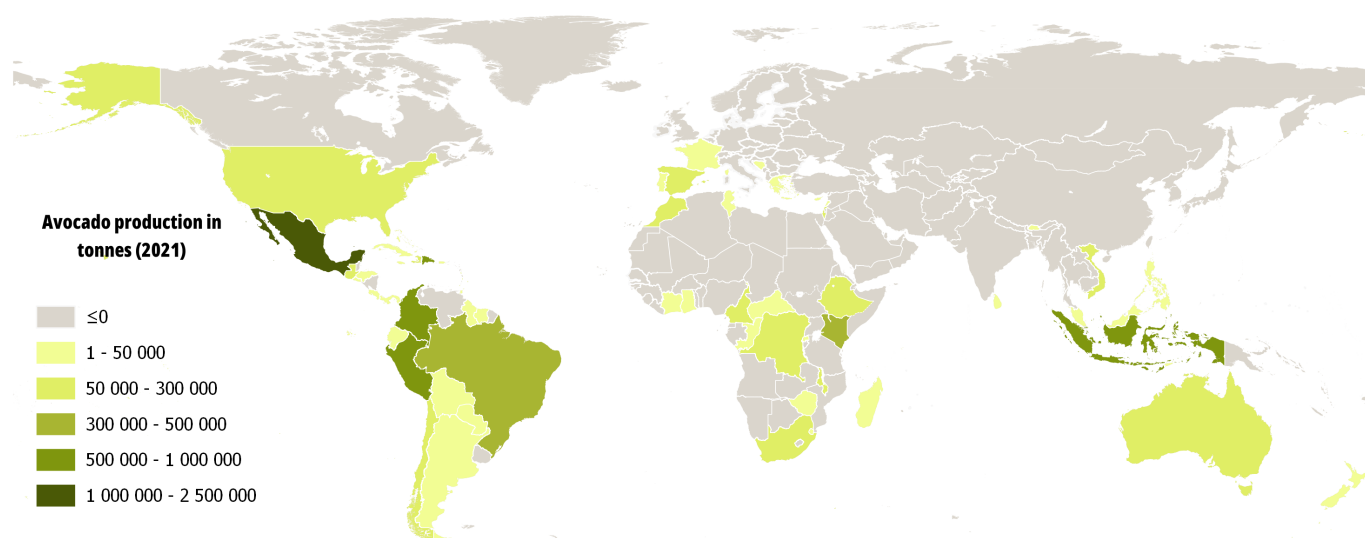 Avocado production in
tonnes (2021)
≤0
1 - 50 000
50 000 - 300 000
300 000 - 500 000
500 000 - 1 000 000
1 000 000 - 2 500 000